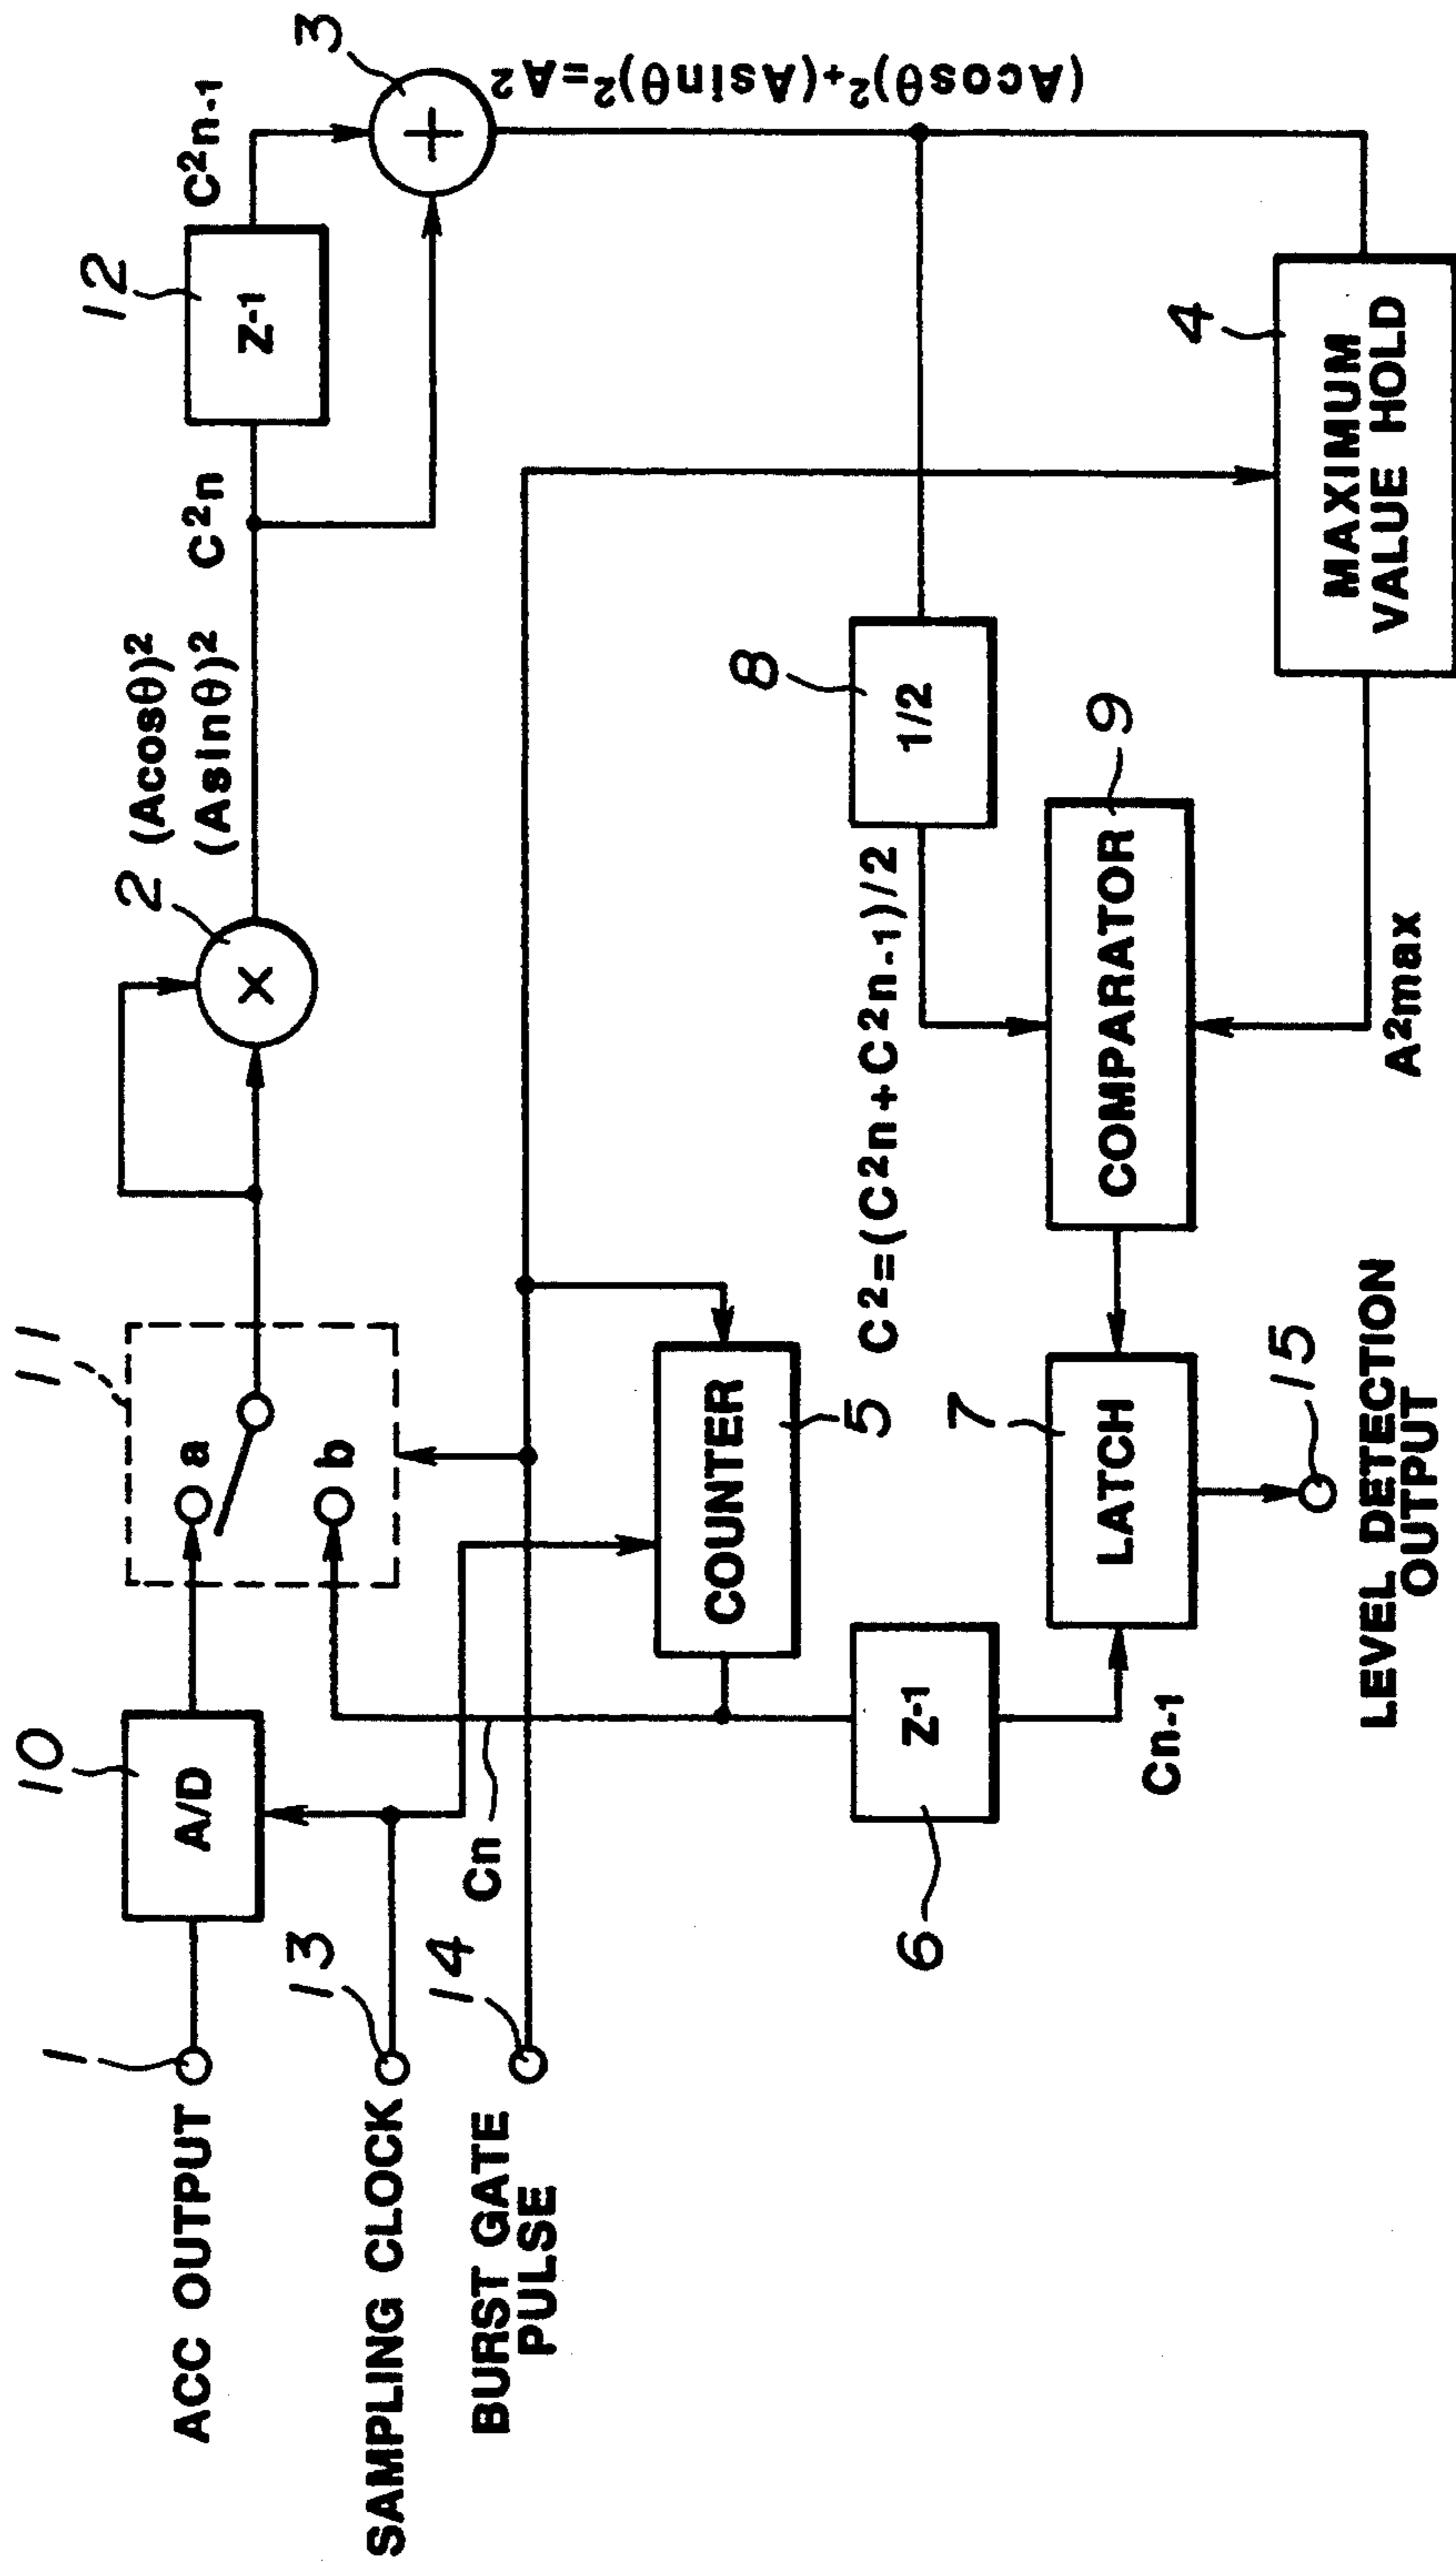 1
ACC OUTPUT
10
A/D
11
a
b
2
×
(Acosθ)²
(Asinθ)²
C²n
12
Z-1
C²n-1
3
+
(Acosθ)²+(Asinθ)²=A²
13
SAMPLING CLOCK
14
BURST GATE
PULSE
Cn
COUNTER
5
8
1/2
C²=(C²n+C²n-1)/2
4
MAXIMUM
VALUE HOLD
6
Z-1
Cn-1
7
LATCH
COMPARATOR
9
A²max
15
LEVEL DETECTION
OUTPUT